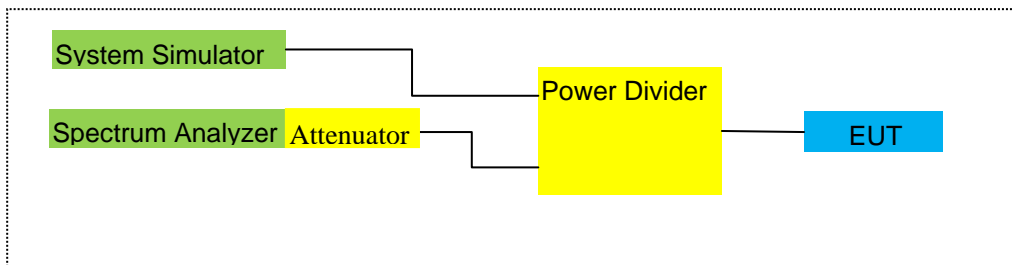 System Simulator
Power Divider
Spectrum Analyzer Attenuator
EUT